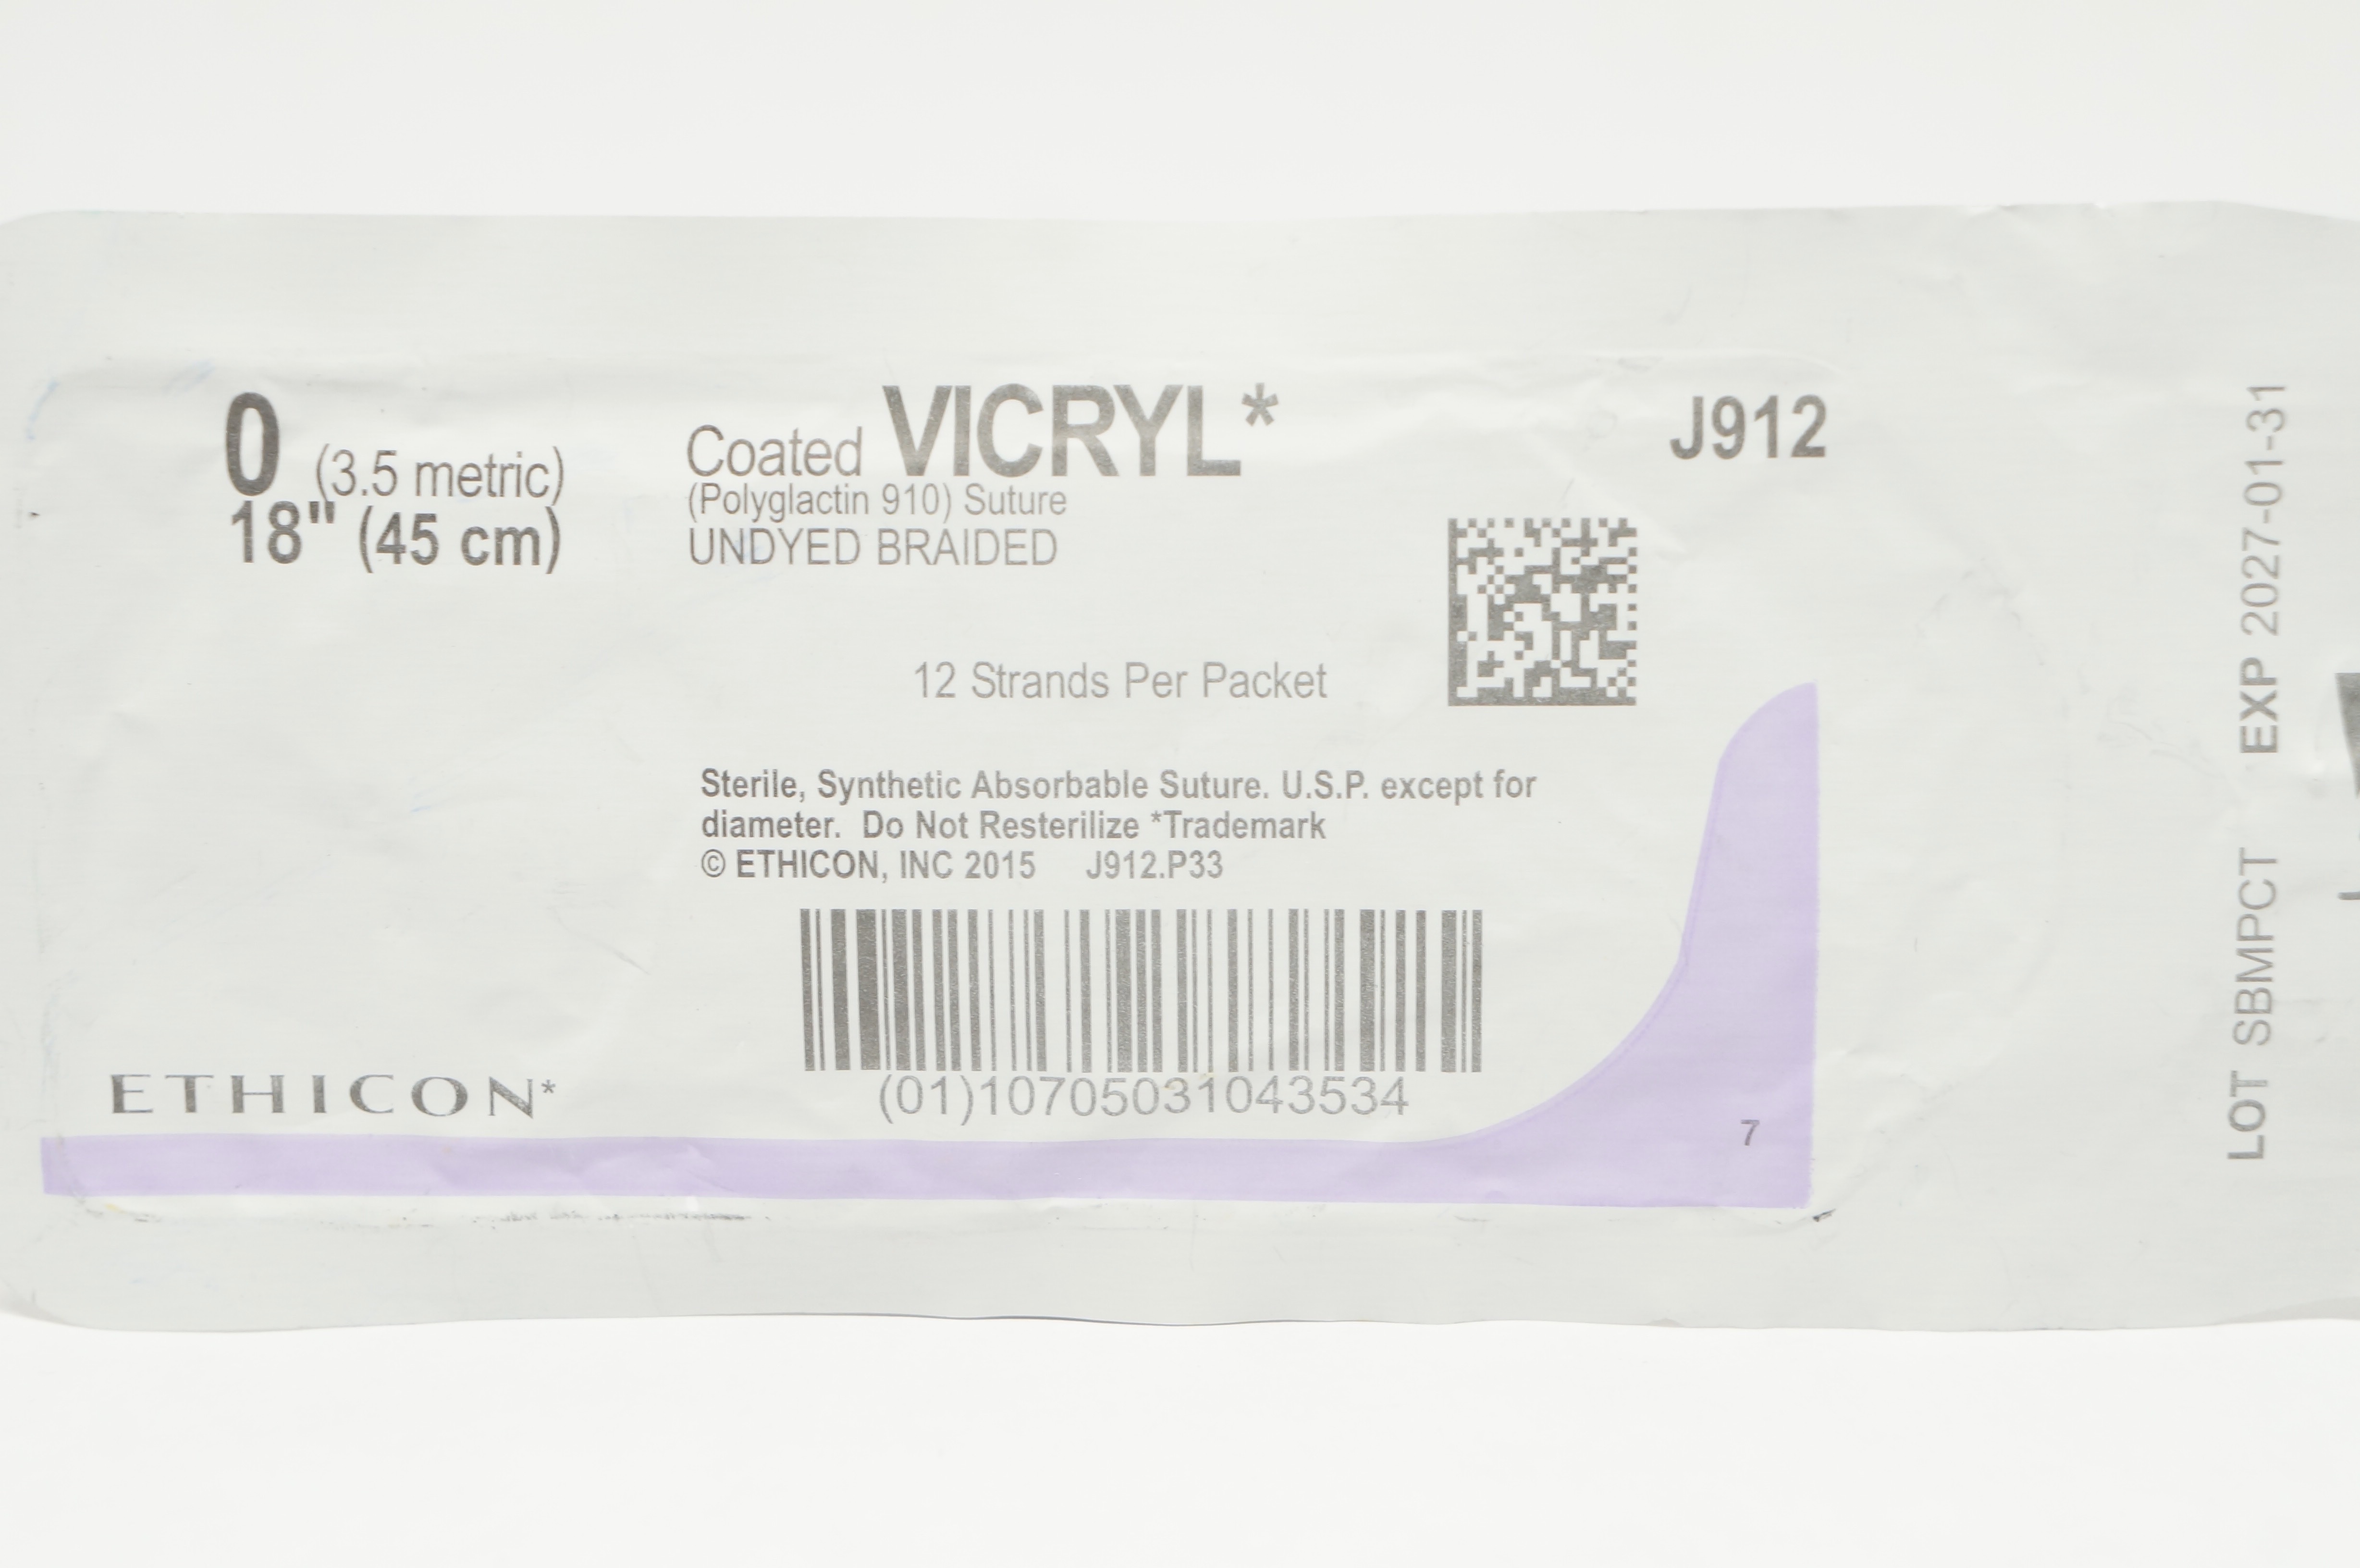 0 (3.5 metric)
18" (45 cm)
Coated VICRYL*
(Polyglactin 910) Suture
UNDYED BRAIDED
J912
12 Strands Per Packet
Sterile, Synthetic Absorbable Suture. U.S.P. except for
diameter. Do Not Resterilize *Trademark
© ETHICON, INC 2015 J912.P33
(01)10705031043534
ETHICON*
7
LOT SBMPCT EXP 2027-01-31